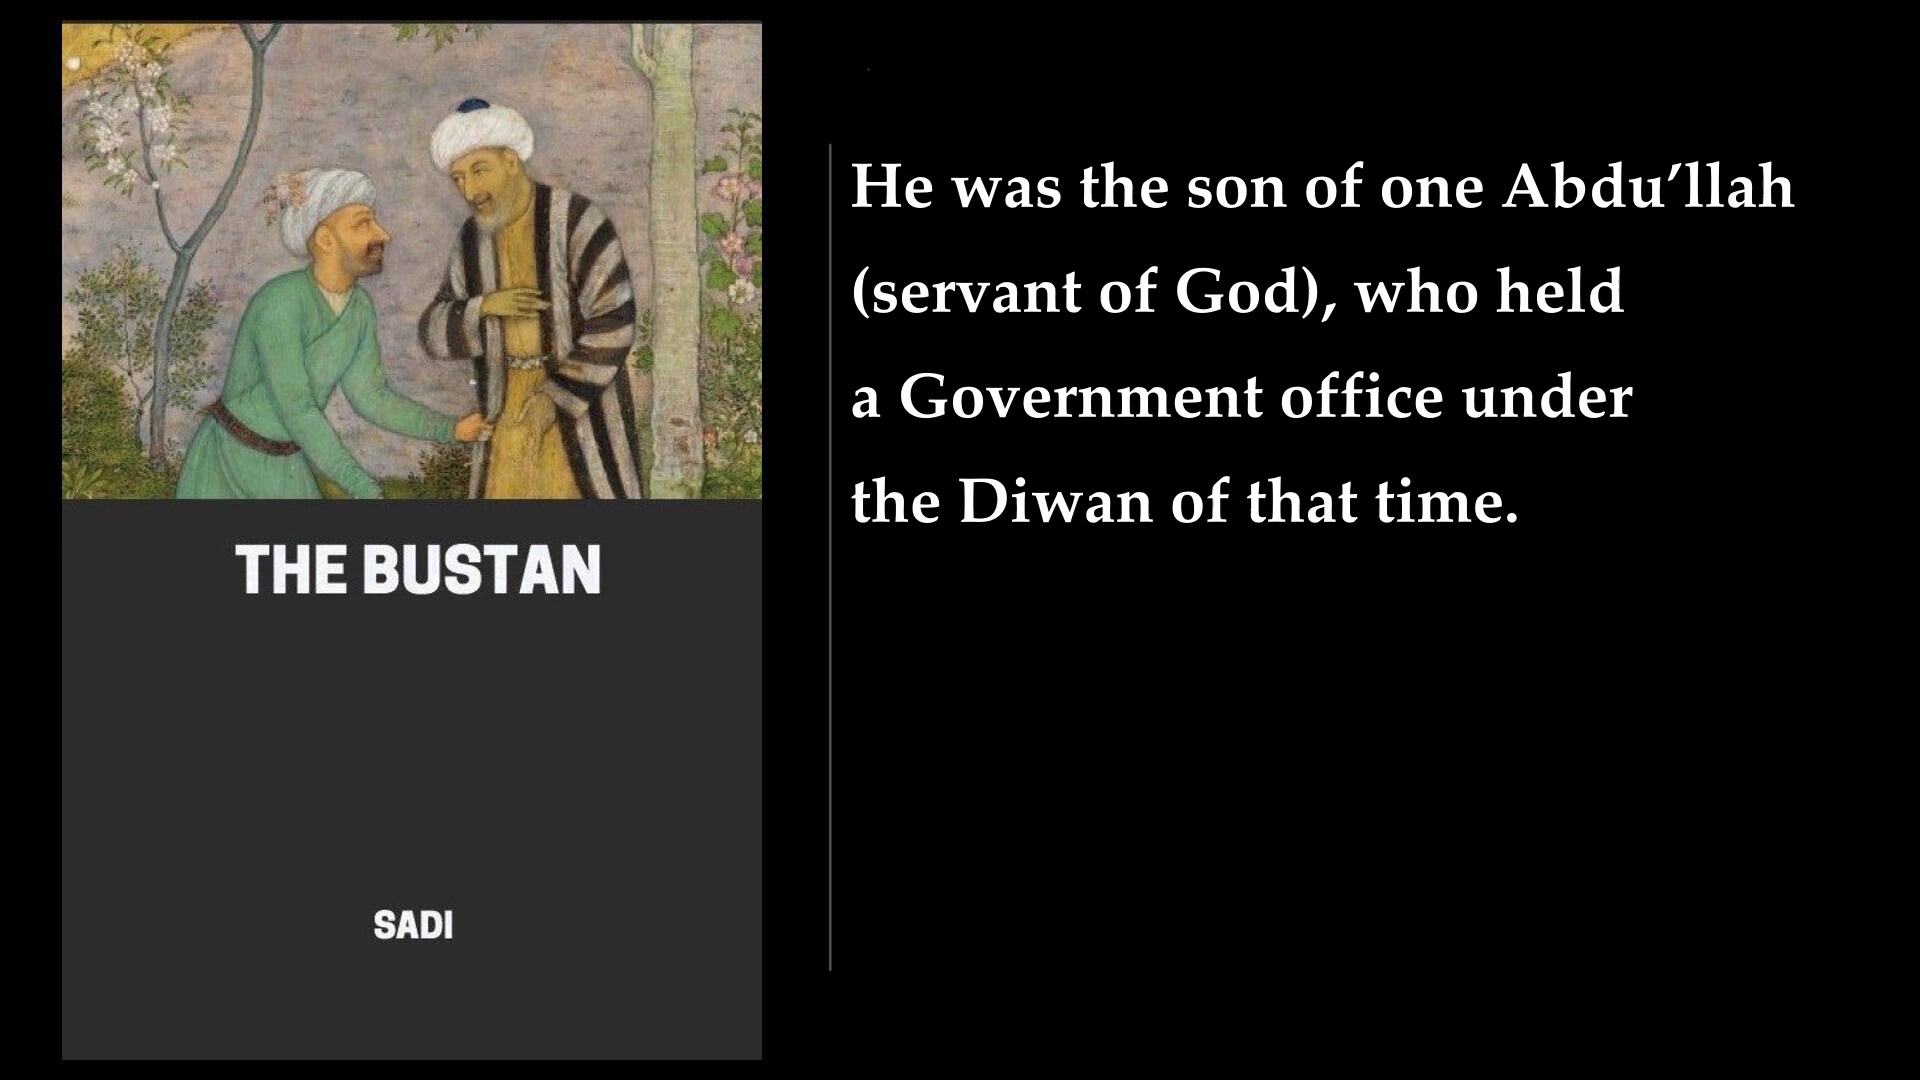 THE BUSTAN
SADI
He was the son of one Abdu’llah
(servant of God), who held
a Government office under
the Diwan of that time.